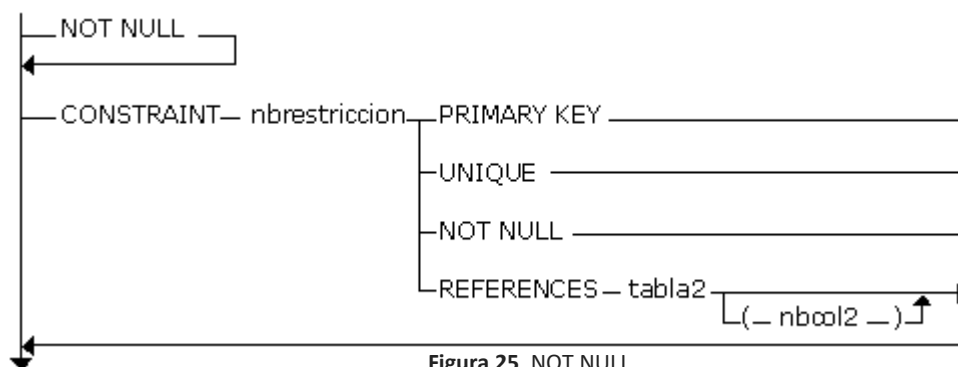 NOT NULL
CONSTRAINT nbrestriccion PRIMARY KEY
UNIQUE
NOT NULL
REFERENCES tabla2
( nbcol2 )
Figura 25. NOT NULL